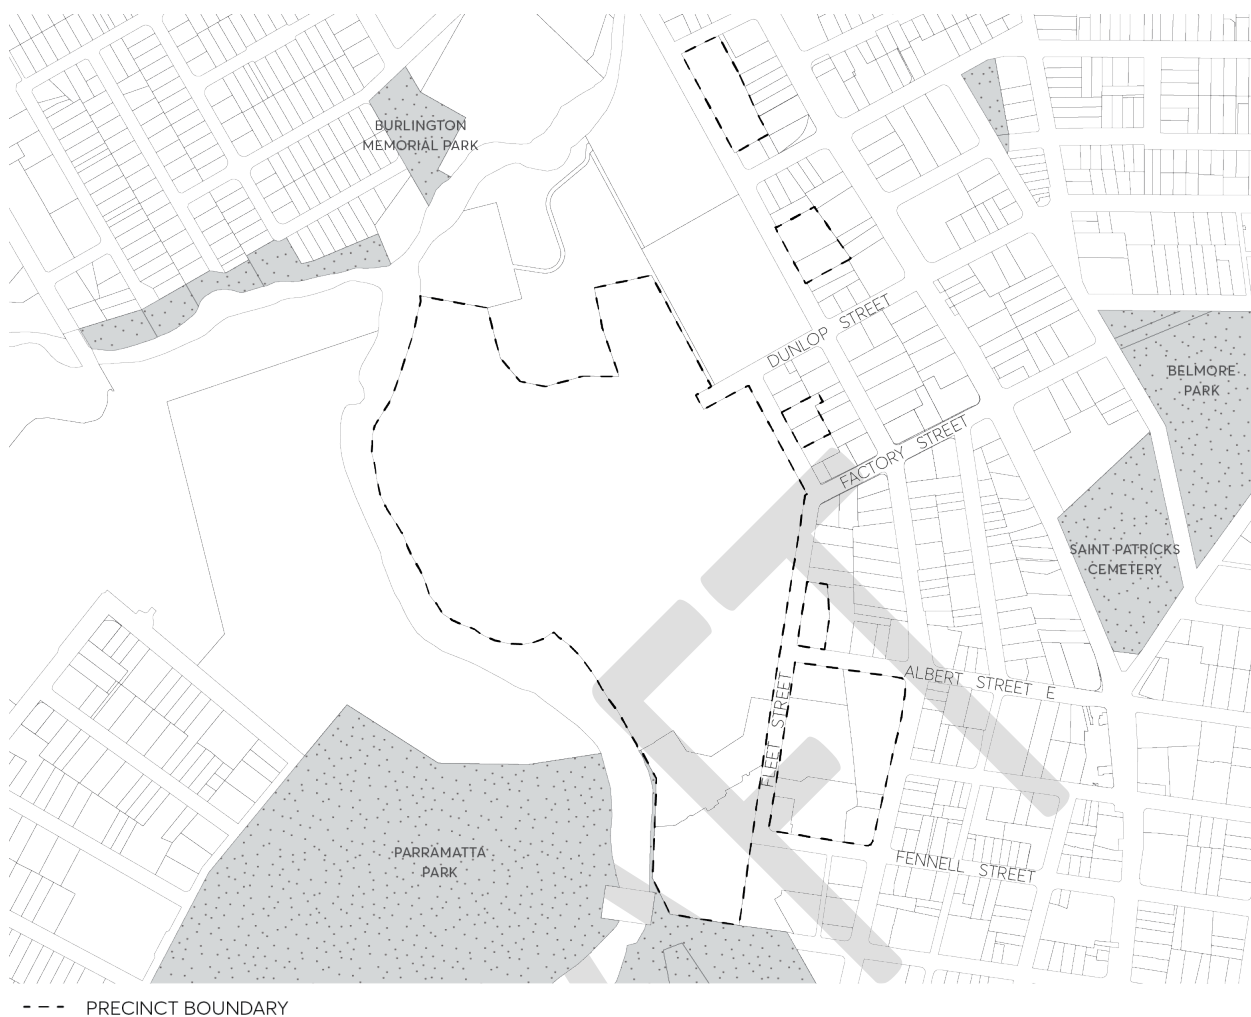 BURLINGTON
MEMORIAL PARK
DUNLOP STREET
BELMORE
PARK
FACTORY STREET
SAINT PATRICKS
CEMETERY
ALBERT STREET E
FLEET STREET
PARRAMATTA
PARK
FENNELL STREET
PRECINCT BOUNDARY